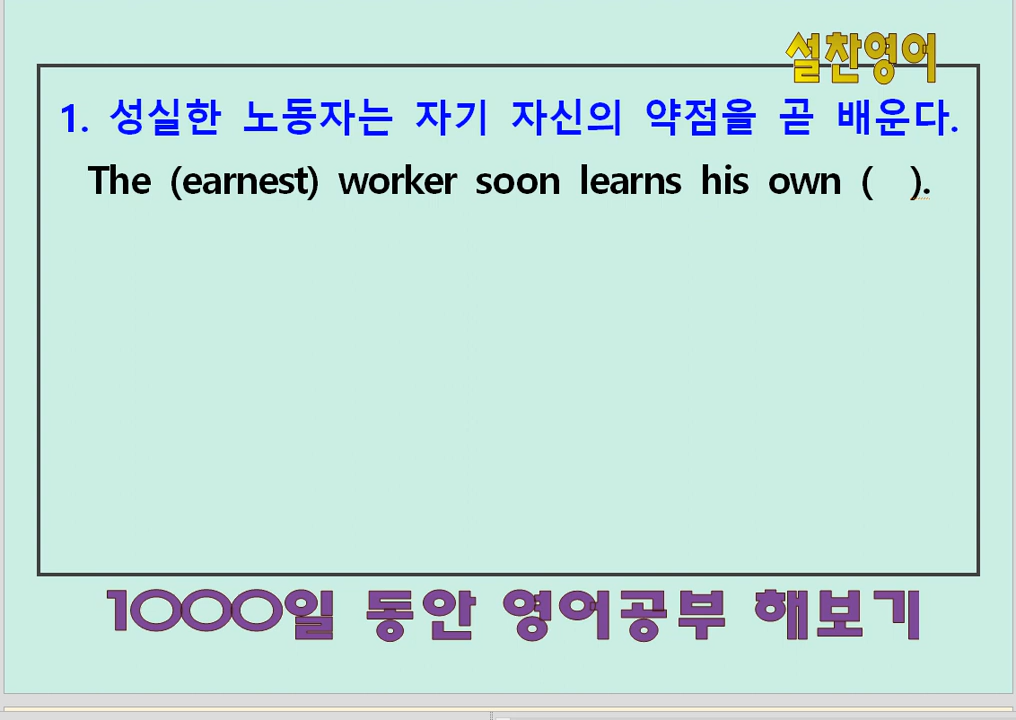 설찬영어
1. 성실한 노동자는 자기 자신의 약점을 곧 배운다.
The (earnest) worker soon learns his own (  ).
1000일 동안 영어공부 해보기